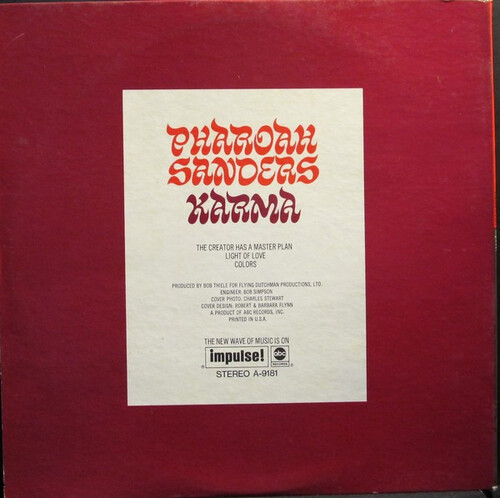 PHAROAH
SANDERS
KARMA
THE CREATOR HAS A MASTER PLAN
LIGHT OF LOVE
COLORS
PRODUCED BY BOB THIELE FOR FLYING DUTCHMAN PRODUCTIONS, LTD.
ENGINEER: BOB SIMPSON
COVER PHOTO: CHARLES STEWART
COVER DESIGN: ROBERT & BARBARA FLYNN
A PRODUCT OF ABC RECORDS, INC.
PRINTED IN U.S.A.
THE NEW WAVE OF MUSIC IS ON
impulse! abc RECORDS
STEREO A-9181